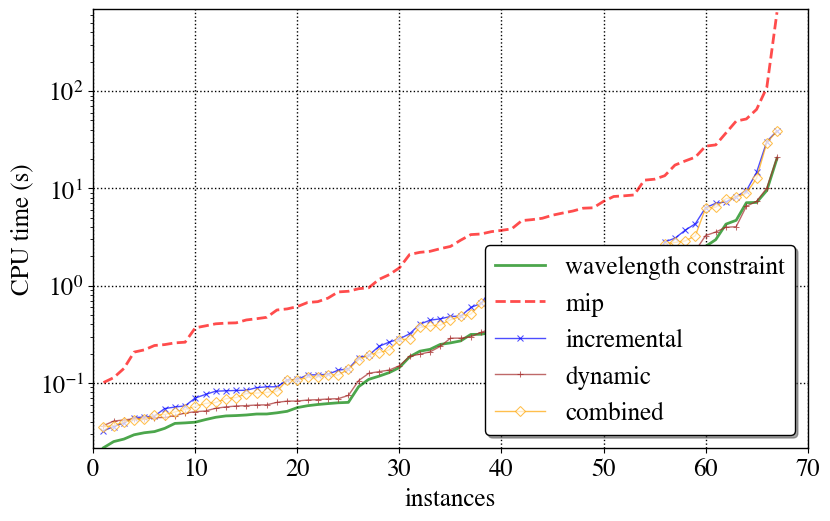 CPU time (s)
10²
10¹
10⁰
10⁻¹
wavelength constraint
mip
incremental
dynamic
combined
0 10 20 30 40 50 60 70
instances